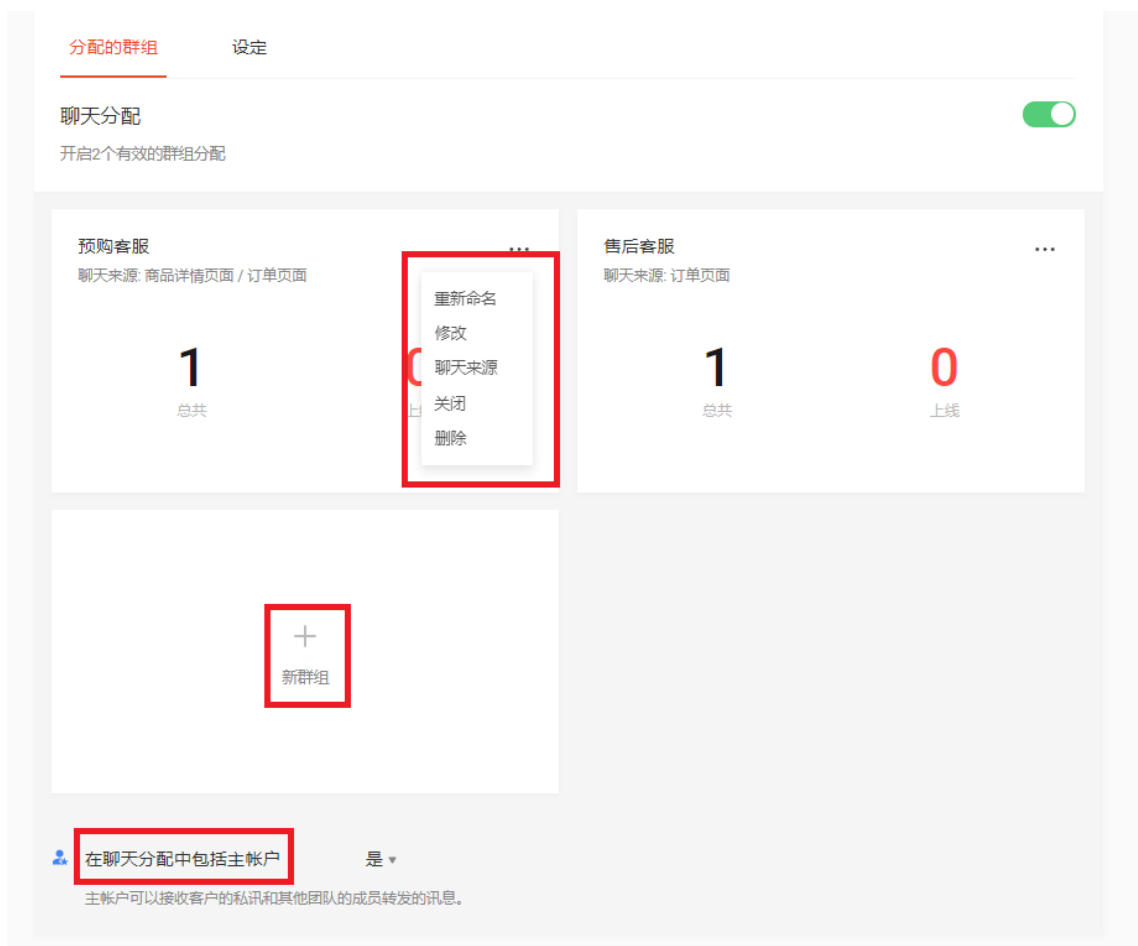 分配的群组 设定
聊天分配
开启2个有效的群组分配
预购客服 ...
聊天来源: 商品详情页面 / 订单页面
重新命名
修改
聊天来源
关闭
删除
1
总共
售后客服 ...
聊天来源: 订单页面
1 0
总共 上线
+
新群组
在聊天分配中包括主帐户 是
主帐户可以接收客户的私讯和其他团队的成员转发的讯息。